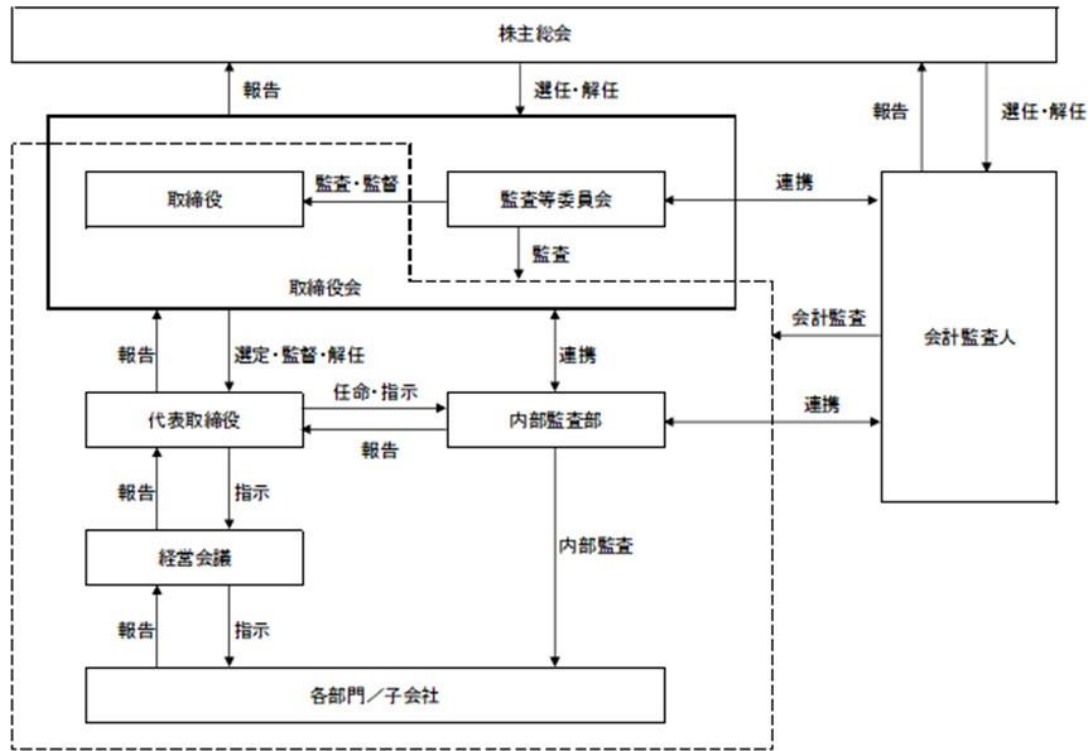 株主総会
報告
選任・解任
報告
選任・解任
取締役
監査・監督
監査等委員会
連携
監査
取締役会
会計監査
会計監査人
報告
選定・監督・解任
連携
代表取締役
任命・指示
報告
内部監査部
連携
報告
指示
経営会議
内部監査
報告
指示
各部門／子会社